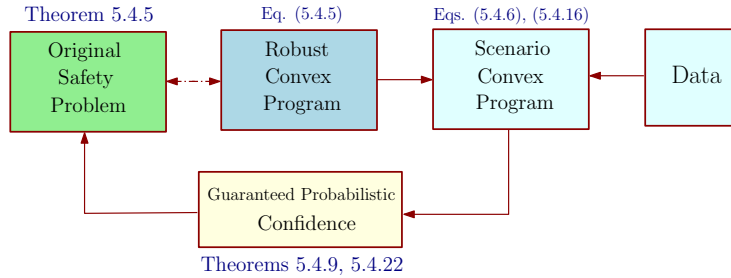 Theorem 5.4.5
Eq. (5.4.5)
Eqs. (5.4.6), (5.4.16)
Original
Safety
Problem
Robust
Convex
Program
Scenario
Convex
Program
Data
Guaranteed Probabilistic
Confidence
Theorems 5.4.9, 5.4.22